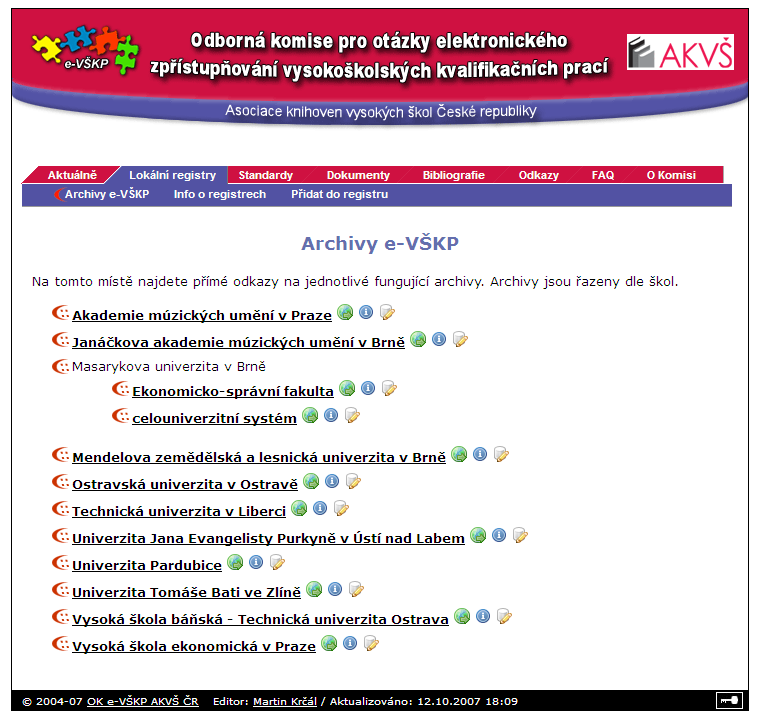 e-VŠKP
Odborná komise pro otázky elektronického
zpřístupňování vysokoškolských kvalifikačních prací
AKVŠ
Asociace knihoven vysokých škol České republiky
Aktuálně Lokální registry Standardy Dokumenty Bibliografie Odkazy FAQ O Komisi
Archivy e-VŠKP Info o registrech Přidat do registru
Archivy e-VŠKP
Na tomto místě najdete přímé odkazy na jednotlivé fungující archivy. Archivy jsou řazeny dle škol.
Akademie múzických umění v Praze
Janáčkova akademie múzických umění v Brně
Masarykova univerzita v Brně
Ekonomicko-správní fakulta
celouniverzitní systém
Mendelova zemědělská a lesnická univerzita v Brně
Ostravská univerzita v Ostravě
Technická univerzita v Liberci
Univerzita Jana Evangelisty Purkyně v Ústí nad Labem
Univerzita Pardubice
Univerzita Tomáše Bati ve Zlíně
Vysoká škola báňská - Technická univerzita Ostrava
Vysoká škola ekonomická v Praze
© 2004-07 OK e-VŠKP AKVŠ ČR Editor: Martin Krčál / Aktualizováno: 12.10.2007 18:09